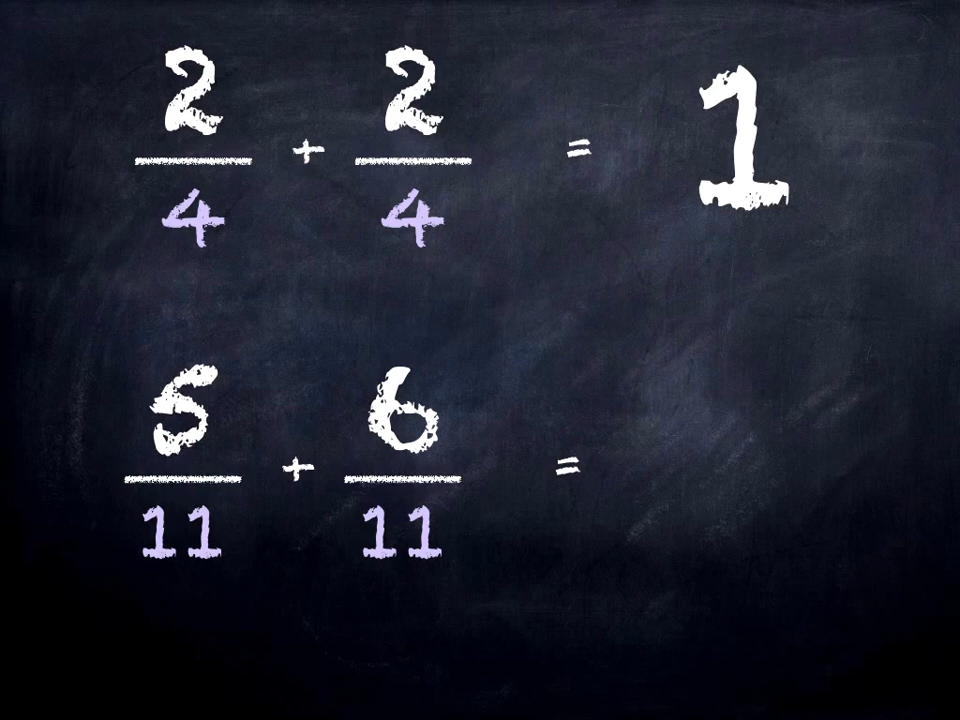 2/4 + 2/4 = 1
5/11 + 6/11 =